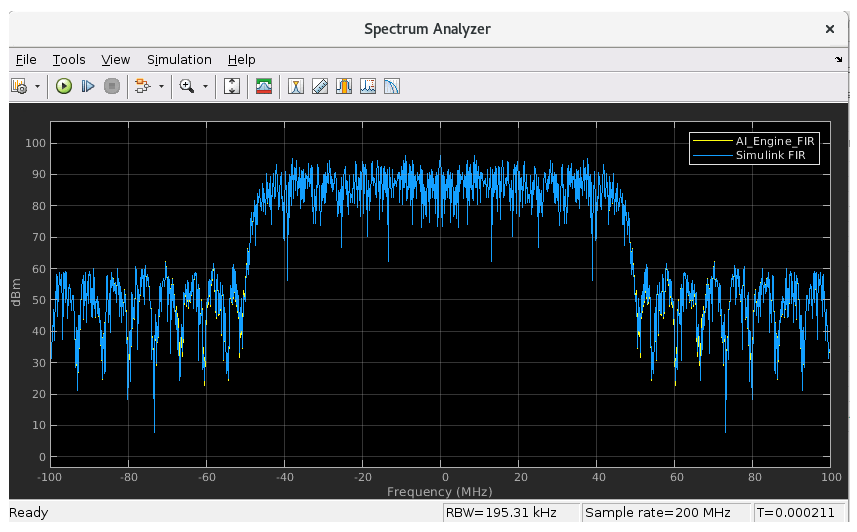 Spectrum Analyzer
×
File Tools View Simulation Help
AI_Engine_FIR
Simulink FIR
100
90
80
70
60
50
40
30
20
10
0
dBm
-100 -80 -60 -40 -20 0 20 40 60 80 100
Frequency (MHz)
Ready RBW=195.31 kHz Sample rate=200 MHz T=0.000211